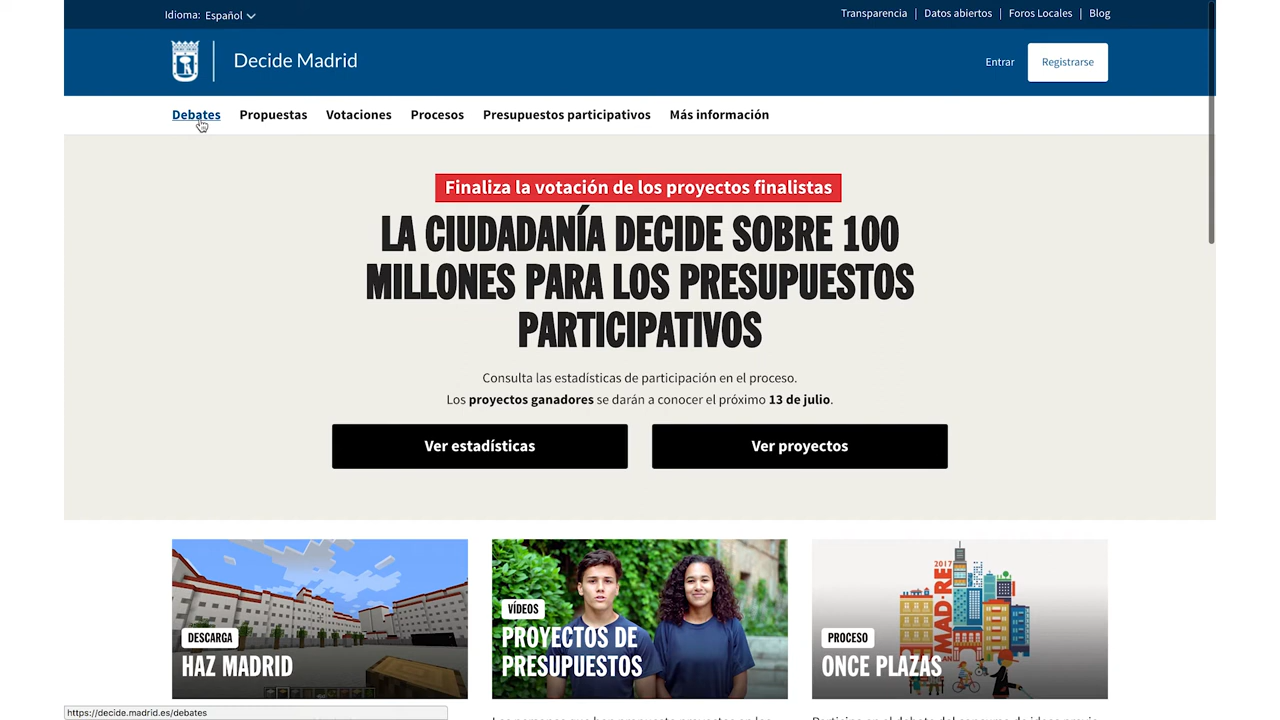 Idioma: Español
Transparencia | Datos abiertos | Foros Locales | Blog
Decide Madrid
Entrar
Registrarse
Debates
Propuestas
Votaciones
Procesos
Presupuestos participativos
Más información
Finaliza la votación de los proyectos finalistas
LA CIUDADANÍA DECIDE SOBRE 100
MILLONES PARA LOS PRESUPUESTOS
PARTICIPATIVOS
Consulta las estadísticas de participación en el proceso.
Los proyectos ganadores se darán a conocer el próximo 13 de julio.
Ver estadísticas
Ver proyectos
DESCARGA
HAZ MADRID
VÍDEOS
PROYECTOS DE
PRESUPUESTOS
2017
MAD-RE
PROCESO
ONCE PLAZAS
https://decide.madrid.es/debates